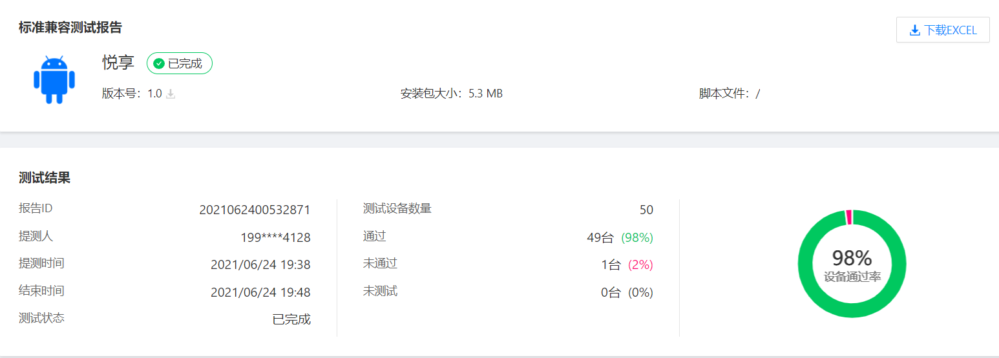 标准兼容测试报告
下载EXCEL
悦享
已完成
版本号：1.0
安装包大小：5.3 MB
脚本文件：/
测试结果
报告ID 2021062400532871
提测人 199****4128
提测时间 2021/06/24 19:38
结束时间 2021/06/24 19:48
测试状态 已完成
测试设备数量 50
通过 49台 (98%)
未通过 1台 (2%)
未测试 0台 (0%)
98%
设备通过率